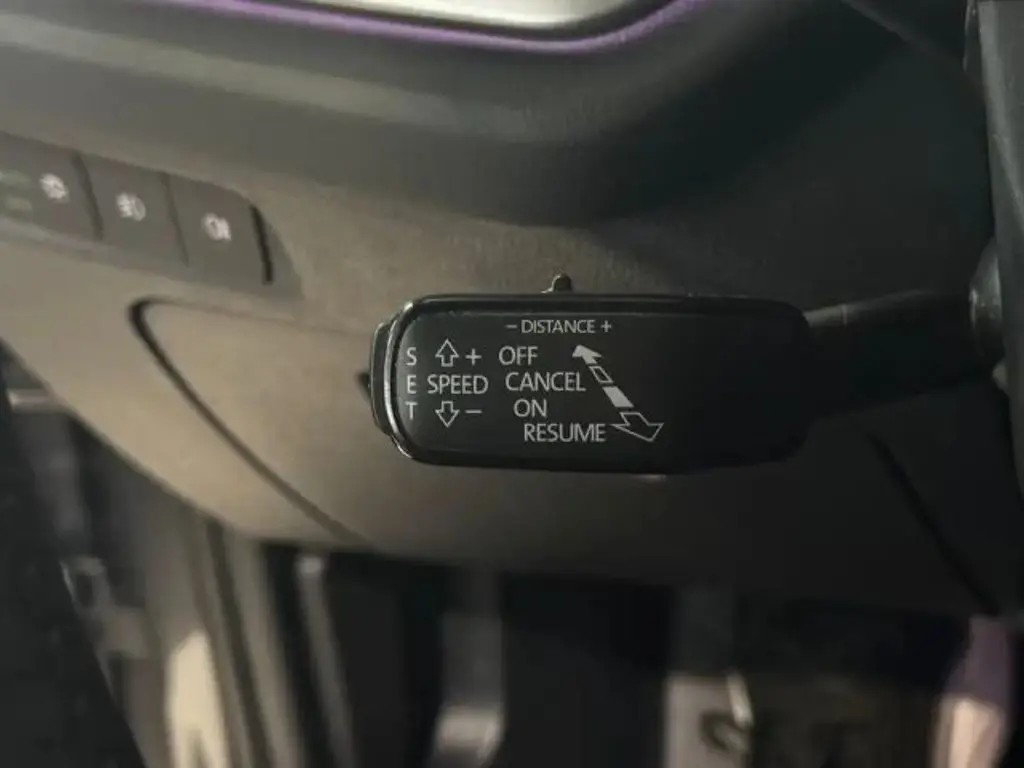 − DISTANCE +
S + OFF
E SPEED CANCEL
T − ON
RESUME